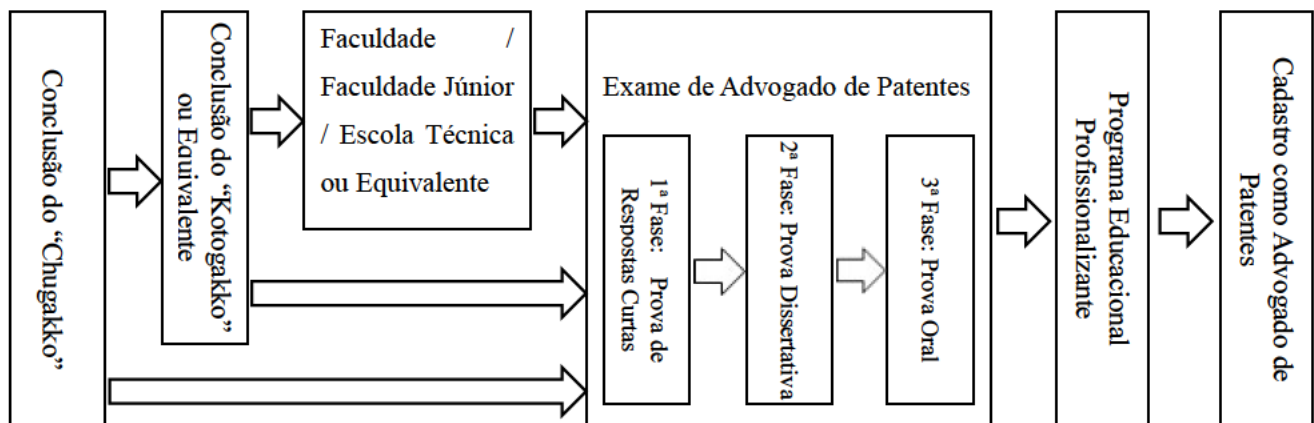 Conclusão do “Chugakko”
Conclusão do “Kotogakko”
ou Equivalente
Faculdade /
Faculdade Júnior
/ Escola Técnica
ou Equivalente
Exame de Advogado de Patentes
1ª Fase: Prova de
Respostas Curtas
2ª Fase: Prova Dissertativa
3ª Fase: Prova Oral
Programa Educacional
Profissionalizante
Cadastro como Advogado de
Patentes